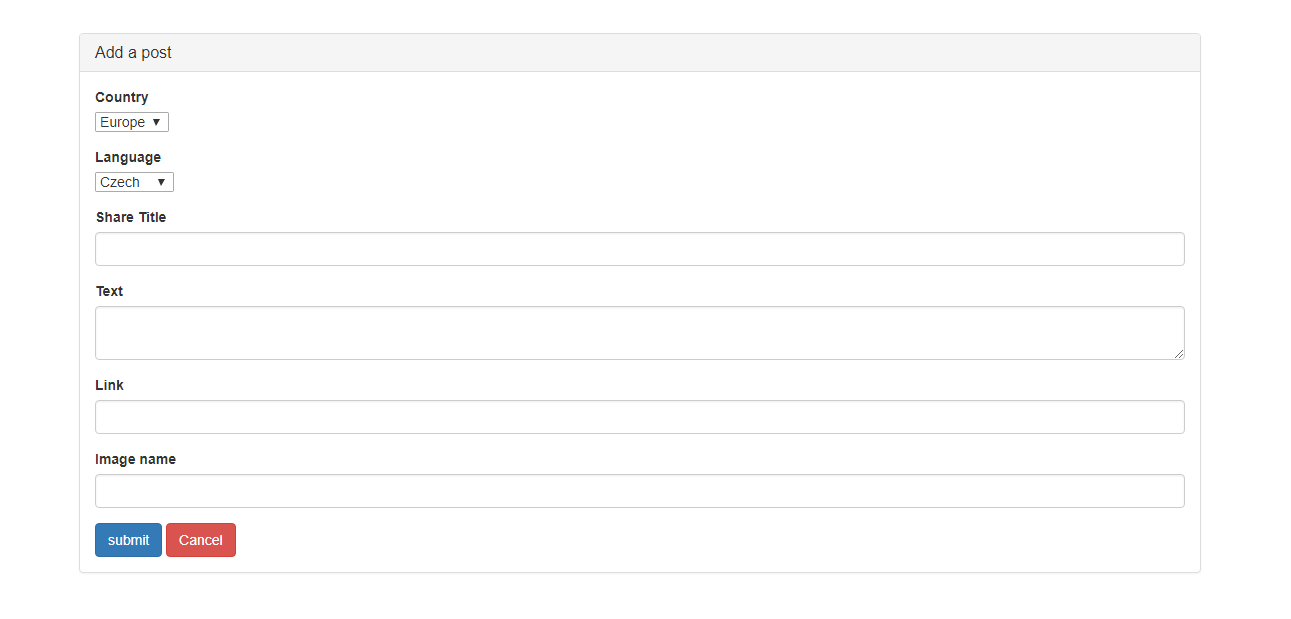 Add a post
Country
Europe
Language
Czech
Share Title
Text
Link
Image name
submit Cancel